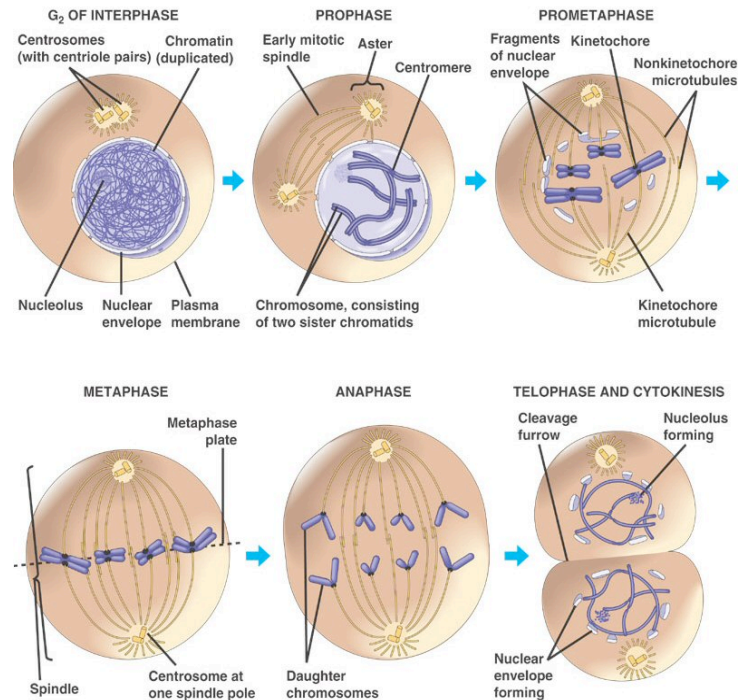 G₂ OF INTERPHASE
Centrosomes
(with centriole pairs)
Chromatin
(duplicated)
Nucleolus
Nuclear
envelope
Plasma
membrane
PROPHASE
Early mitotic
spindle
Aster
Centromere
Chromosome, consisting
of two sister chromatids
PROMETAPHASE
Fragments
of nuclear
envelope
Kinetochore
Nonkinetochore
microtubules
Kinetochore
microtubule
METAPHASE
Metaphase
plate
Spindle
Centrosome at
one spindle pole
ANAPHASE
Daughter
chromosomes
TELOPHASE AND CYTOKINESIS
Cleavage
furrow
Nucleolus
forming
Nuclear
envelope
forming